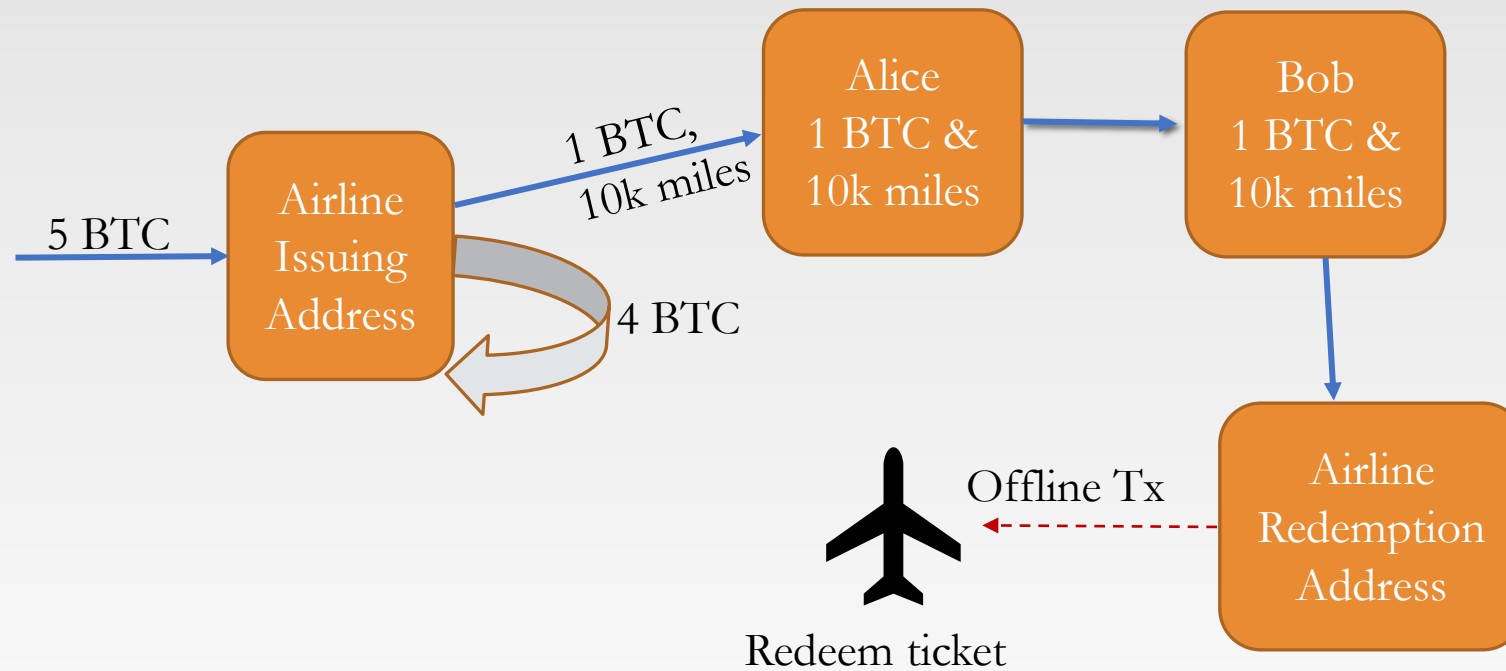 5 BTC
Airline
Issuing
Address
1 BTC,
10k miles
4 BTC
Alice
1 BTC &
10k miles
Bob
1 BTC &
10k miles
Airline
Redemption
Address
Offline Tx
Redeem ticket